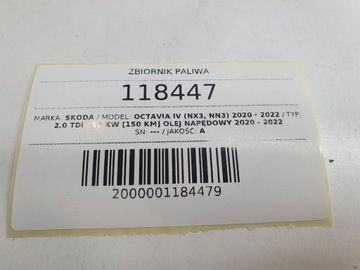 ZBIORNIK PALIWA
118447
MARKA: SKODA / MODEL: OCTAVIA IV (NX3, NN3) 2020 - 2022 / TYP:
2.0 TDI KW [150 KM] OLEJ NAPĘDOWY 2020 - 2022
SN: --- / JAKOŚĆ: A
2000001184479